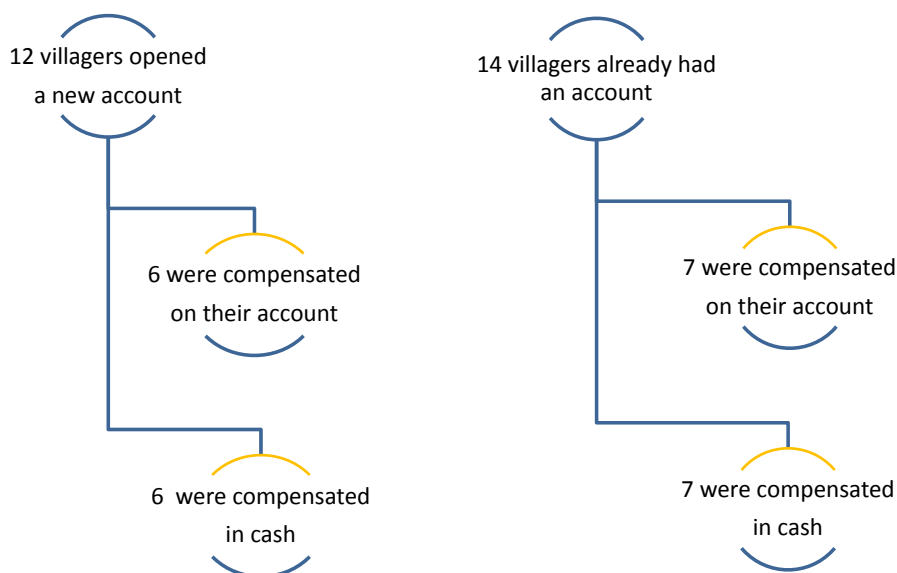 12 villagers opened
a new account
14 villagers already had
an account
6 were compensated
on their account
7 were compensated
on their account
6 were compensated
in cash
7 were compensated
in cash